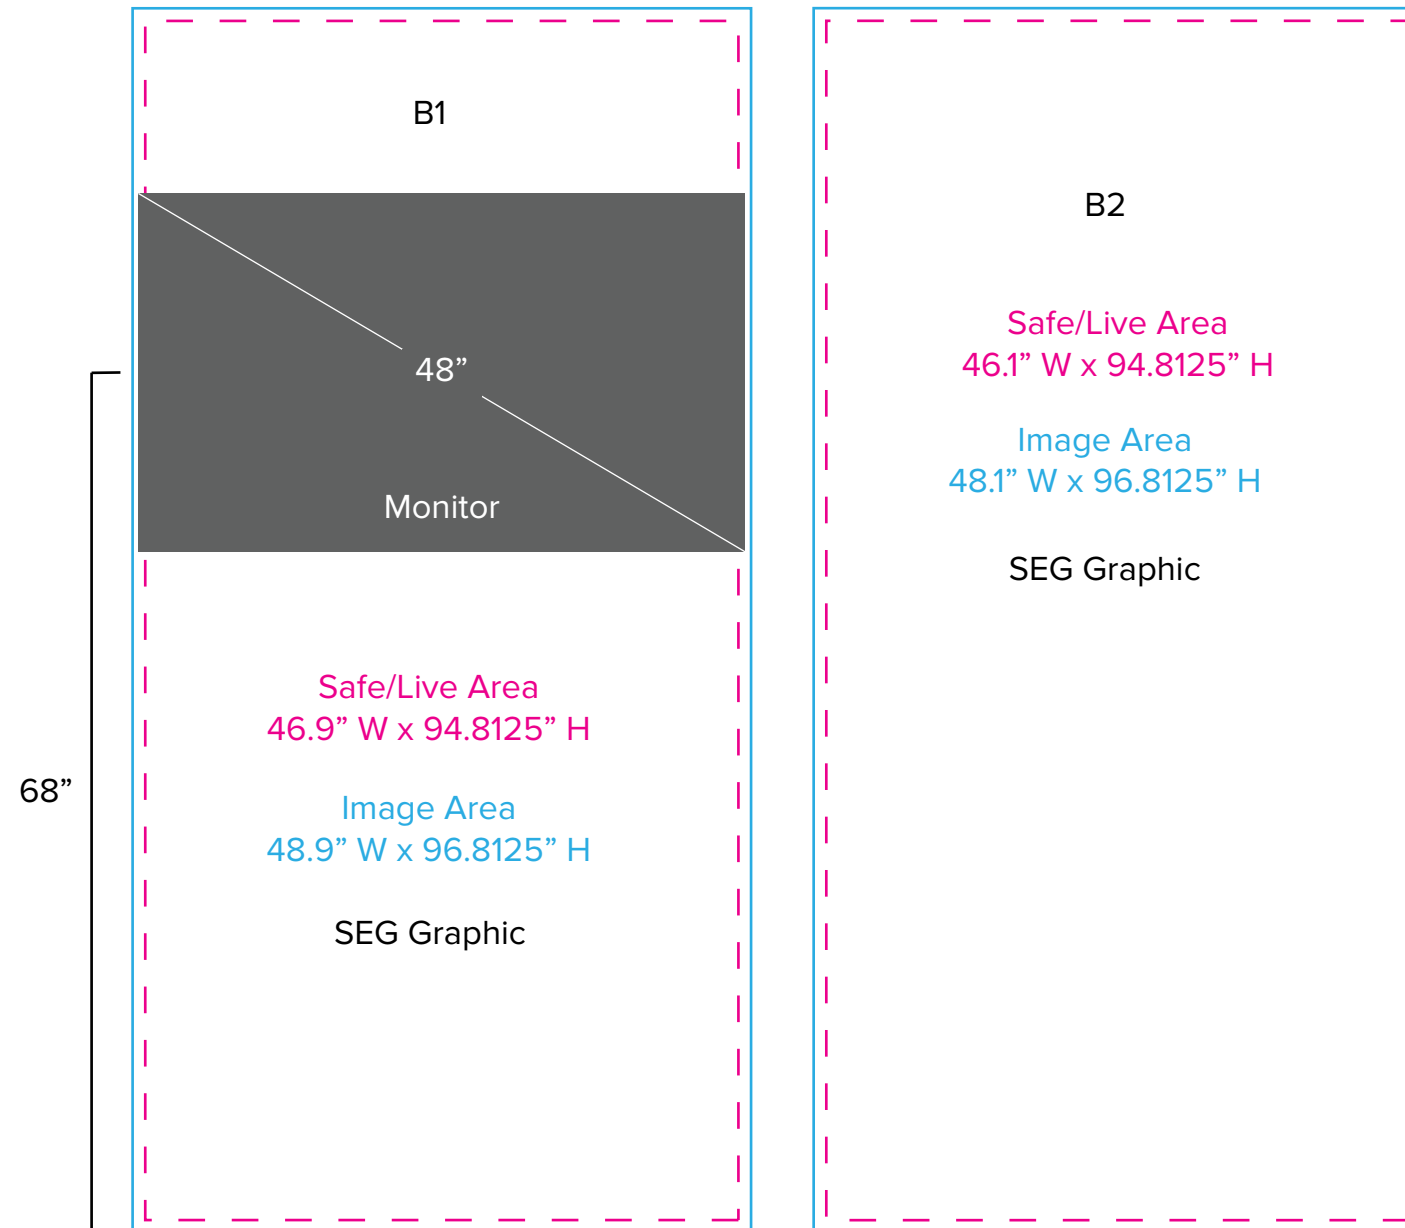 B1
48”
Monitor
68”
Safe/Live Area
46.9” W x 94.8125” H
Image Area
48.9” W x 96.8125” H
SEG Graphic
B2
Safe/Live Area
46.1” W x 94.8125” H
Image Area
48.1” W x 96.8125” H
SEG Graphic